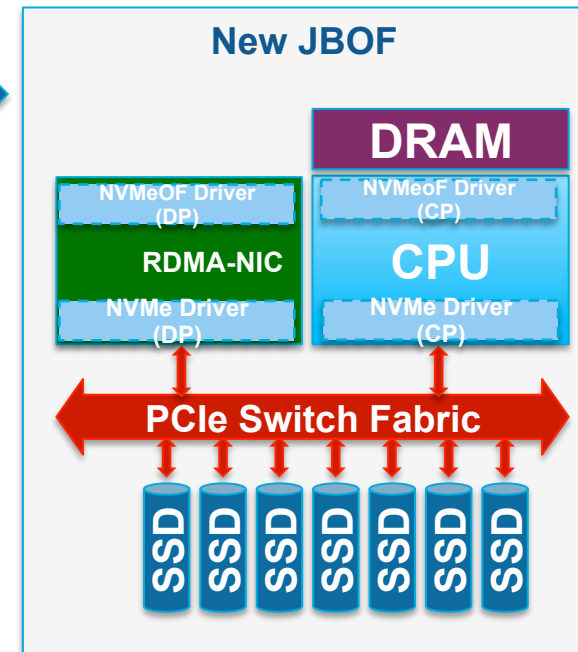 New JBOF
DRAM
NVMeOF Driver
(DP)
RDMA-NIC
NVMe Driver
(DP)
NVMeoF Driver
(CP)
CPU
NVMe Driver
(CP)
PCIe Switch Fabric
SSD
SSD
SSD
SSD
SSD
SSD
SSD